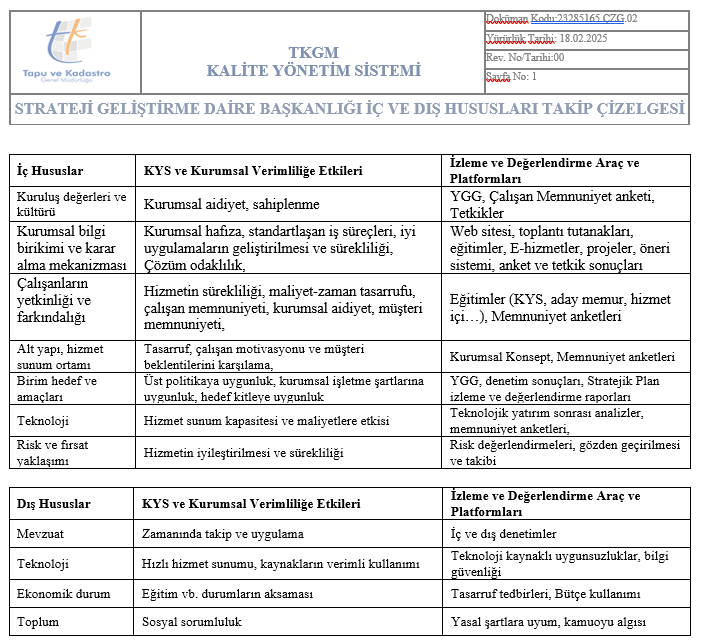 Tapu ve Kadastro
Genel Müdürlüğü
TKGM
KALİTE YÖNETİM SİSTEMİ
Doküman Kodu:23285165.ÇZG.02
Yürürlük Tarihi: 18.02.2025
Rev. No/Tarihi:00
Sayfa No: 1
STRATEJİ GELİŞTİRME DAİRE BAŞKANLIĞI İÇ VE DIŞ HUSUSLARI TAKİP ÇİZELGESİ
İç Hususlar
KYS ve Kurumsal Verimliliğe Etkileri
İzleme ve Değerlendirme Araç ve
Platformları
Kuruluş değerleri ve
kültürü
Kurumsal aidiyet, sahiplenme
YGG, Çalışan Memnuniyet anketi,
Tetkikler
Kurumsal bilgi
birikimi ve karar
alma mekanizması
Kurumsal hafıza, standartlaşan iş süreçleri, iyi
uygulamaların geliştirilmesi ve sürekliliği,
Çözüm odaklılık,
Web sitesi, toplantı tutanakları,
eğitimler, E-hizmetler, projeler, öneri
sistemi, anket ve tetkik sonuçları
Çalışanların
yetkinliği ve
farkındalığı
Hizmetin sürekliliği, maliyet-zaman tasarrufu,
çalışan memnuniyeti, kurumsal aidiyet, müşteri
memnuniyeti,
Eğitimler (KYS, aday memur, hizmet
içi…), Memnuniyet anketleri
Alt yapı, hizmet
sunum ortamı
Tasarruf, çalışan motivasyonu ve müşteri
beklentilerini karşılama,
Kurumsal Konsept, Memnuniyet anketleri
Birim hedef ve
amaçları
Üst politikaya uygunluk, kurumsal işletme şartlarına
uygunluk, hedef kitleye uygunluk
YGG, denetim sonuçları, Stratejik Plan
izleme ve değerlendirme raporları
Teknoloji
Hizmet sunum kapasitesi ve maliyetlere etkisi
Teknolojik yatırım sonrası analizler,
memnuniyet anketleri,
Risk ve fırsat
yaklaşımı
Hizmetin iyileştirilmesi ve sürekliliği
Risk değerlendirmeleri, gözden geçirilmesi
ve takibi
Dış Hususlar
KYS ve Kurumsal Verimliliğe Etkileri
İzleme ve Değerlendirme Araç ve
Platformları
Mevzuat
Zamanında takip ve uygulama
İç ve dış denetimler
Teknoloji
Hızlı hizmet sunumu, kaynakların verimli kullanımı
Teknoloji kaynaklı uygunsuzluklar, bilgi
güvenliği
Ekonomik durum
Eğitim vb. durumların aksaması
Tasarruf tedbirleri, Bütçe kullanımı
Toplum
Sosyal sorumluluk
Yasal şartlara uyum, kamuoyu algısı